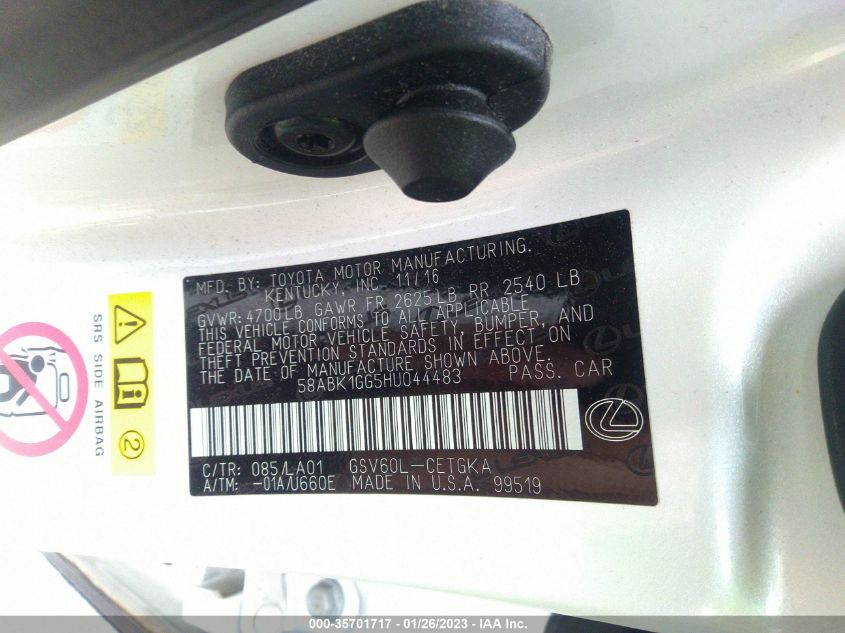 MFD. BY: TOYOTA MOTOR MANUFACTURING.
KENTUCKY, INC. 11/16
GVWR: 4700LB GAWR FR 2625LB RR 2540 LB
THIS VEHICLE CONFORMS TO ALL APPLICABLE
FEDERAL MOTOR VEHICLE SAFETY, BUMPER, AND
THEFT PREVENTION STANDARDS IN EFFECT ON
THE DATE OF MANUFACTURE SHOWN ABOVE.
58ABK1GG5HU044483 PASS. CAR
C/TR: 085/LA01 GSV60L-CETGKA
A/TM: -01A/U660E MADE IN U.S.A. 99519
SRS SIDE AIRBAG
2
000-35701717 - 01/26/2023 - IAA Inc.